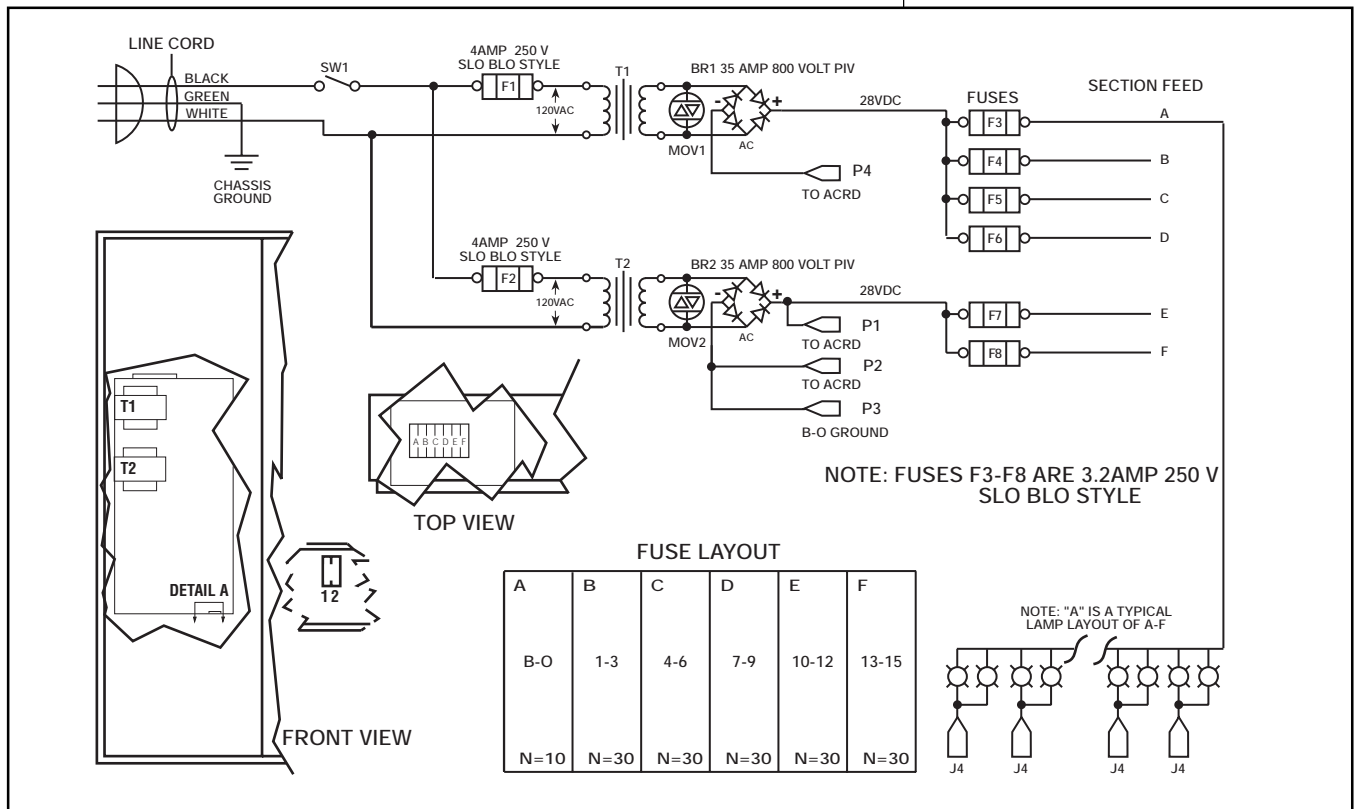 LINE CORD
BLACK
GREEN
WHITE
CHASSIS
GROUND
SW1
4AMP 250 V
SLO BLO STYLE
F1
120VAC
T1
BR1 35 AMP 800 VOLT PIV
MOV1
-
+
AC
28VDC
P4
TO ACRD
FUSES
SECTION FEED
F3
A
F4
B
F5
C
F6
D
4AMP 250 V
SLO BLO STYLE
F2
120VAC
T2
BR2 35 AMP 800 VOLT PIV
MOV2
-
+
AC
28VDC
P1
TO ACRD
P2
TO ACRD
P3
B-O GROUND
F7
E
F8
F
NOTE: FUSES F3-F8 ARE 3.2AMP 250 V
SLO BLO STYLE
T1
T2
DETAIL A
FRONT VIEW
1 2
A B C D E F
TOP VIEW
FUSE LAYOUT
A B C D E F
B-O 1-3 4-6 7-9 10-12 13-15
N=10 N=30 N=30 N=30 N=30 N=30
NOTE: "A" IS A TYPICAL
LAMP LAYOUT OF A-F
J4 J4 J4 J4